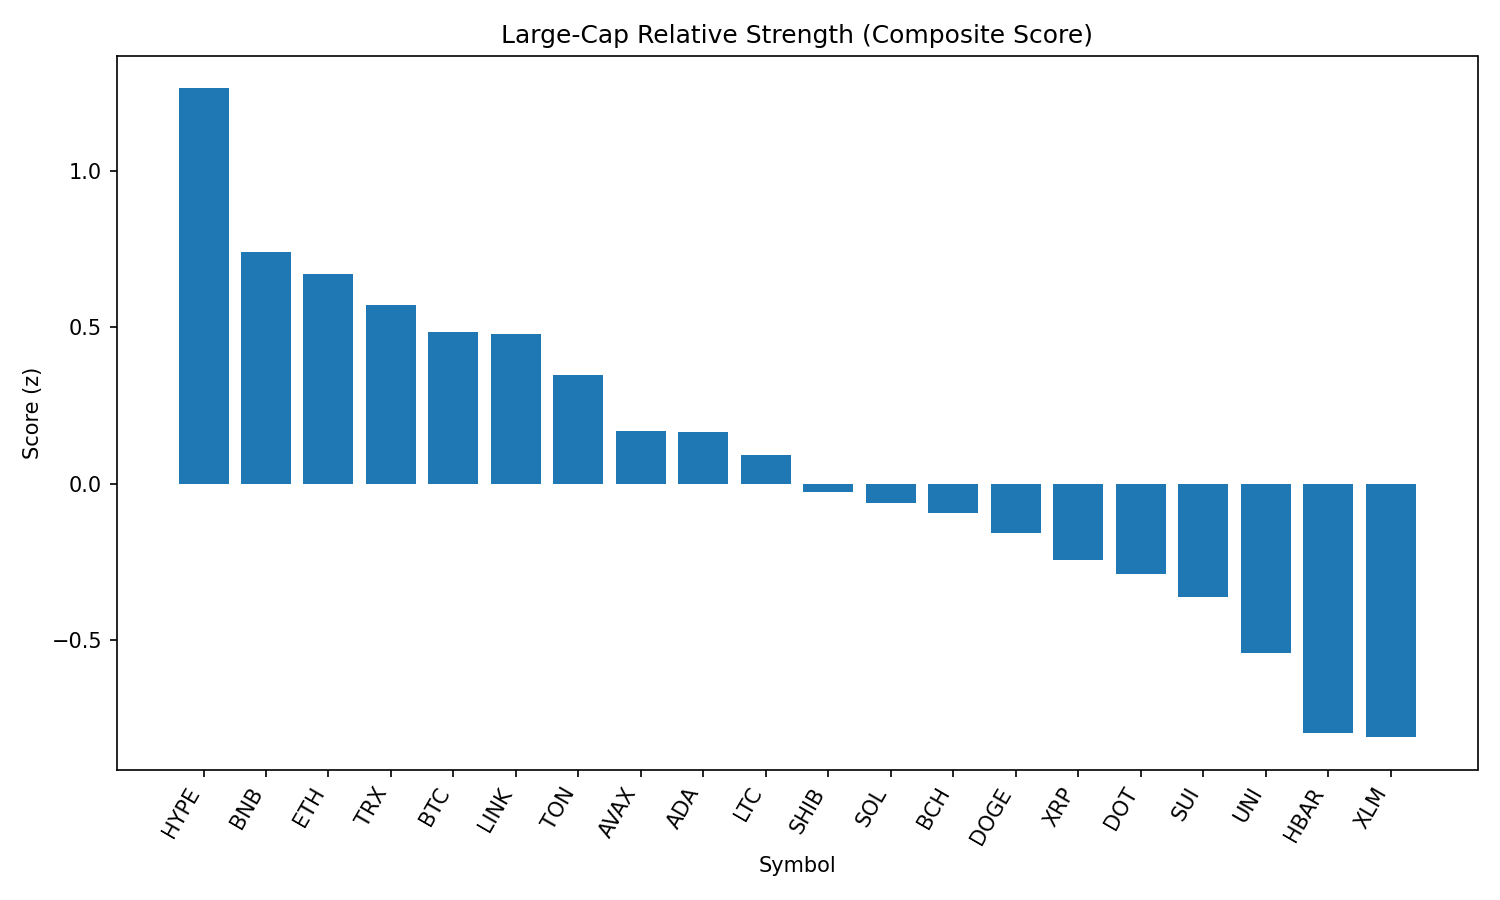 Large-Cap Relative Strength (Composite Score)
1.0
0.5
0.0
−0.5
Score (z)
HYPE
BNB
ETH
TRX
BTC
LINK
TON
AVAX
ADA
LTC
SHIB
SOL
BCH
DOGE
XRP
DOT
SUI
UNI
HBAR
XLM
Symbol